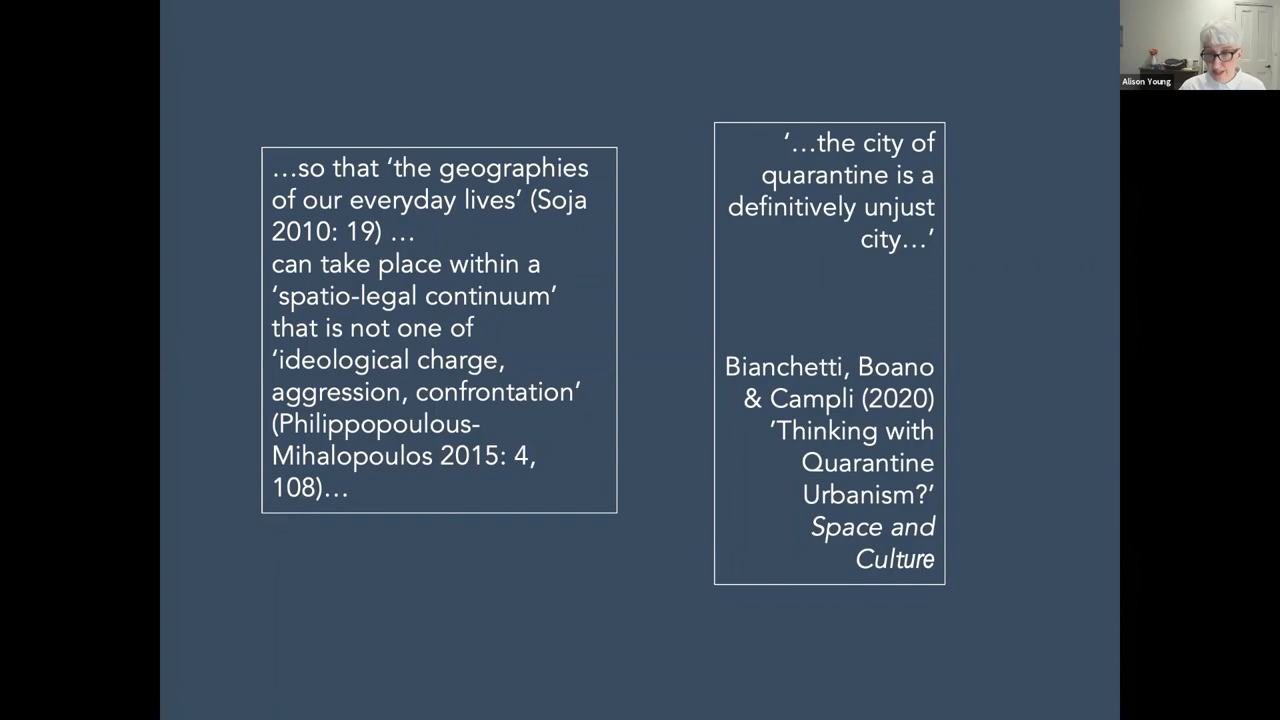 …so that ‘the geographies
of our everyday lives’ (Soja
2010: 19) …
can take place within a
‘spatio-legal continuum’
that is not one of
‘ideological charge,
aggression, confrontation’
(Philippopoulous-
Mihalopoulos 2015: 4,
108)…
‘…the city of
quarantine is a
definitively unjust
city…’
Bianchetti, Boano
& Campli (2020)
’Thinking with
Quarantine
Urbanism?’
Space and
Culture
Alison Young